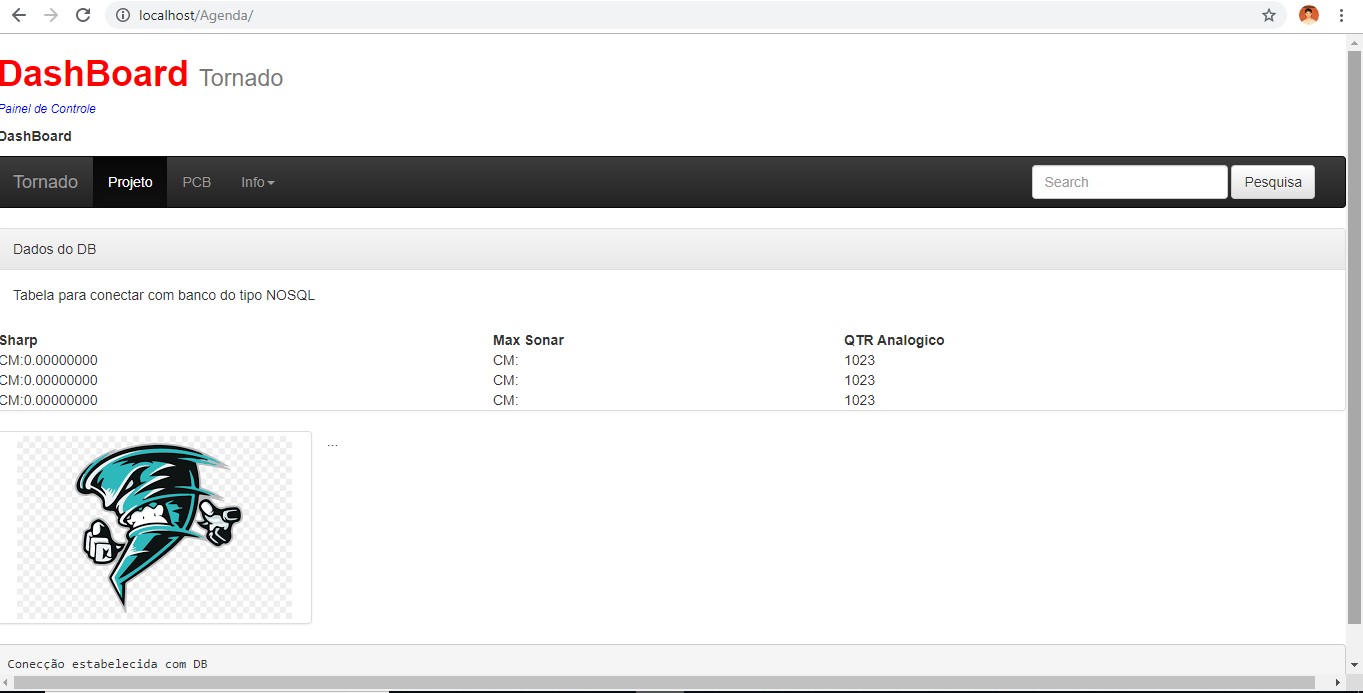 localhost/Agenda/
DashBoard Tornado
Painel de Controle
DashBoard
Tornado Projeto PCB Info Search Pesquisa
Dados do DB
Tabela para conectar com banco do tipo NOSQL
Sharp Max Sonar QTR Analogico
CM:0.00000000 CM: 1023
CM:0.00000000 CM: 1023
CM:0.00000000 CM: 1023
...
Conecção estabelecida com DB